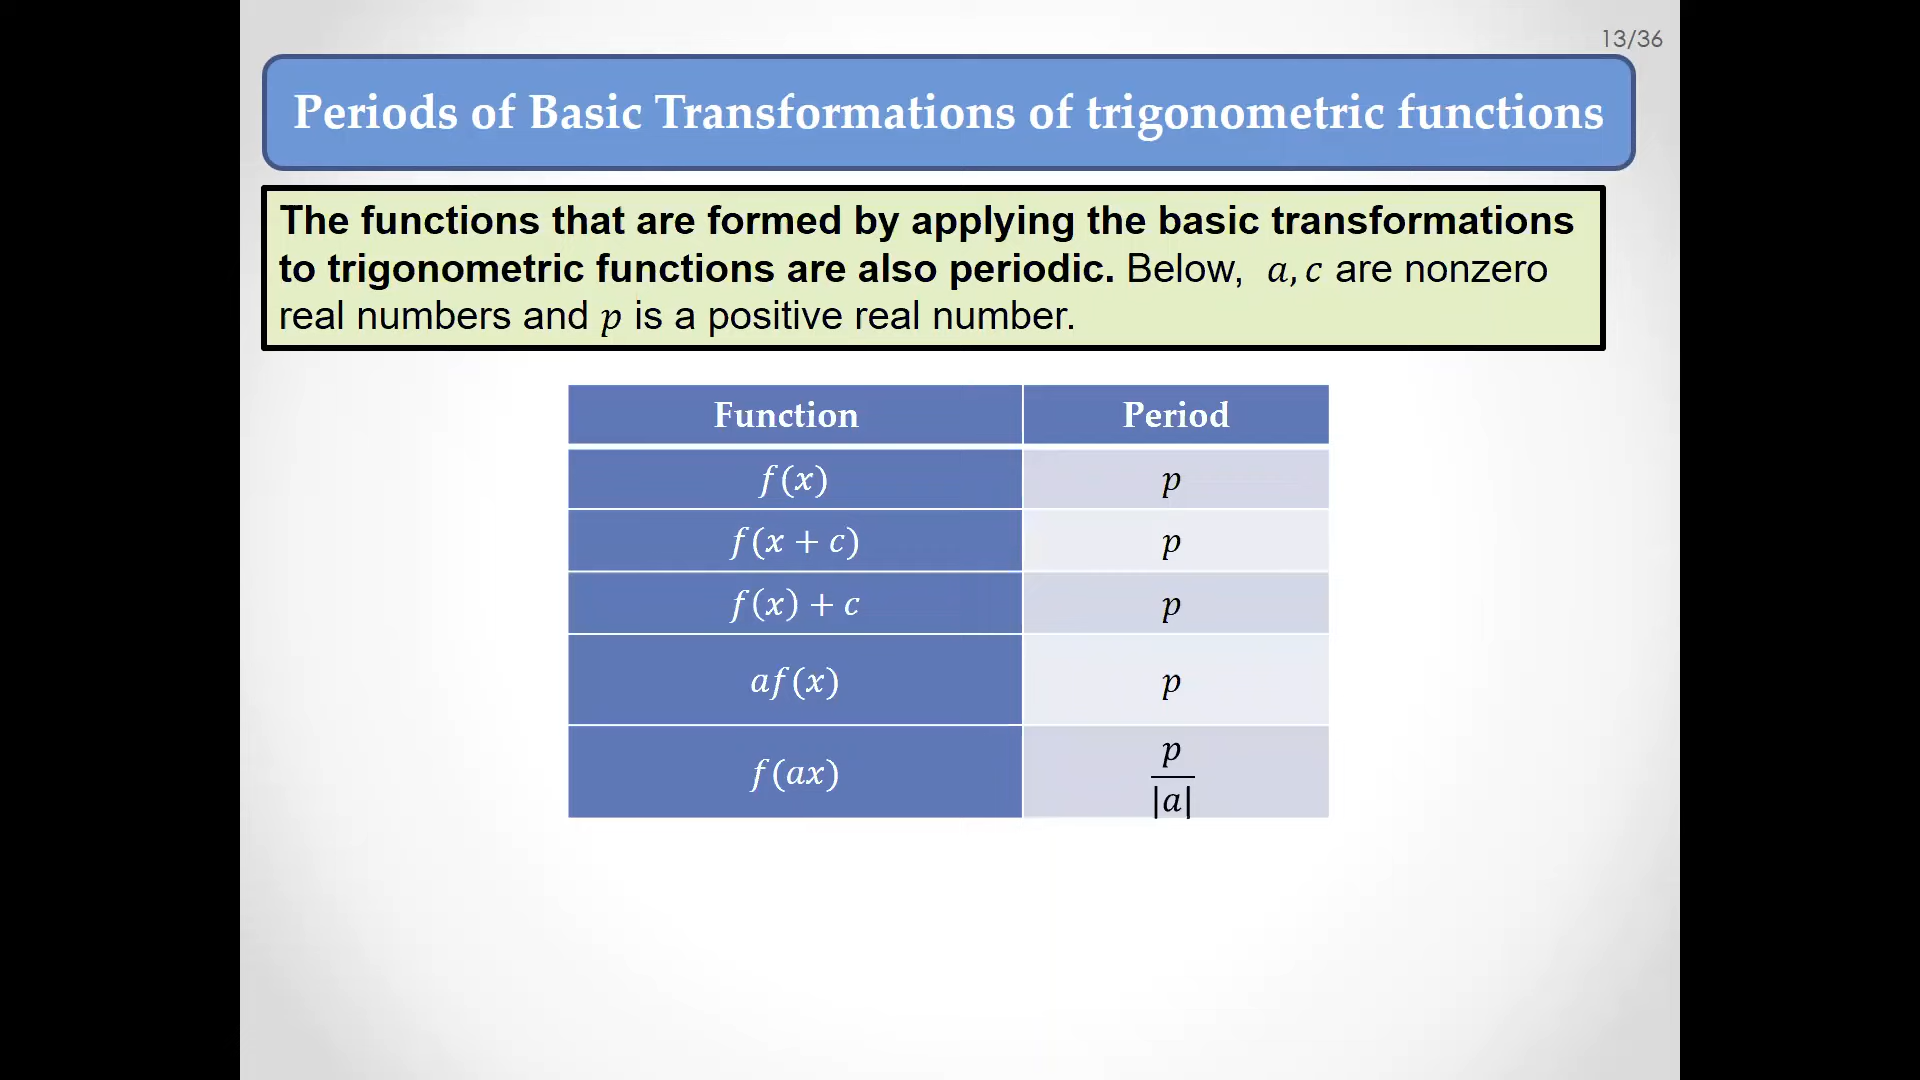 13/36
Periods of Basic Transformations of trigonometric functions
The functions that are formed by applying the basic transformations
to trigonometric functions are also periodic. Below, a, c are nonzero
real numbers and p is a positive real number.
Function Period
f(x) p
f(x + c) p
f(x) + c p
af(x) p
f(ax) p/|a|